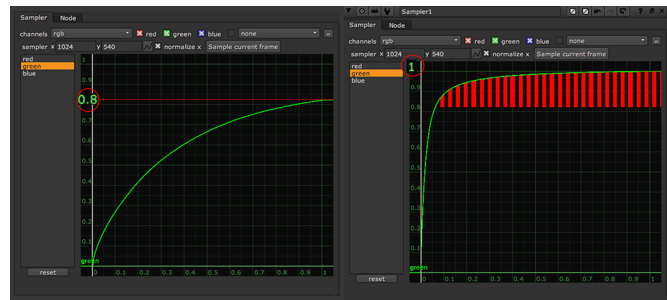 Sampler Node
channels rgb red green blue none =
sampler x 1024 y 540 normalize x Sample current frame
red
green
blue
1
0.8
0.7
0.6
0.5
0.4
0.3
0.2
0.1
green
0 0.1 0.2 0.3 0.4 0.5 0.6 0.7 0.8 0.9 1
reset
Sampler1 ? 
Sampler Node
channels rgb red green blue none =
sampler x 1024 y 540 normalize x Sample current frame
red
green
blue
1
0.9
0.8
0.7
0.6
0.5
0.4
0.3
0.2
0.1
green
0 0.1 0.2 0.3 0.4 0.5 0.6 0.7 0.8 0.9 1
reset